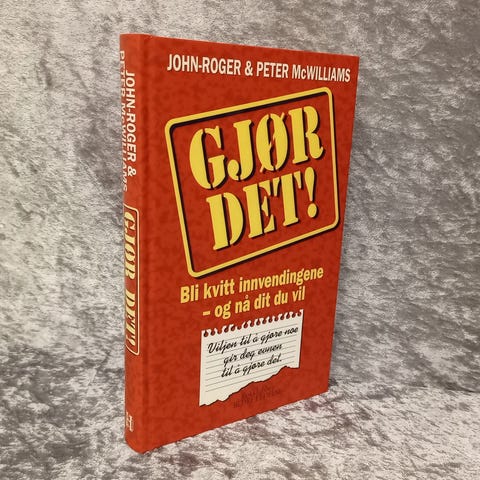 JOHN-ROGER & PETER McWILLIAMS
GJØR
DET!
Bli kvitt innvendingene
– og nå dit du vil
Viljen til å gjøre noe
gir deg evnen
til å gjøre det.
JOHN-ROGER &
PETER McWILLIAMS
GJØR DET!